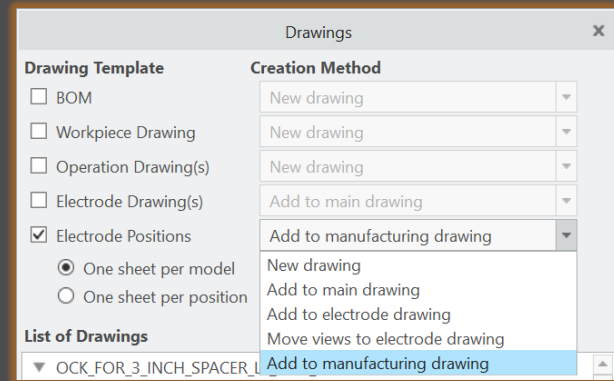 Drawings
Drawing Template Creation Method
BOM New drawing
Workpiece Drawing New drawing
Operation Drawing(s) New drawing
Electrode Drawing(s) Add to main drawing
Electrode Positions Add to manufacturing drawing
One sheet per model New drawing
Add to main drawing
One sheet per position Add to electrode drawing
List of Drawings Move views to electrode drawing
OCK_FOR_3_INCH_SPACER_L Add to manufacturing drawing